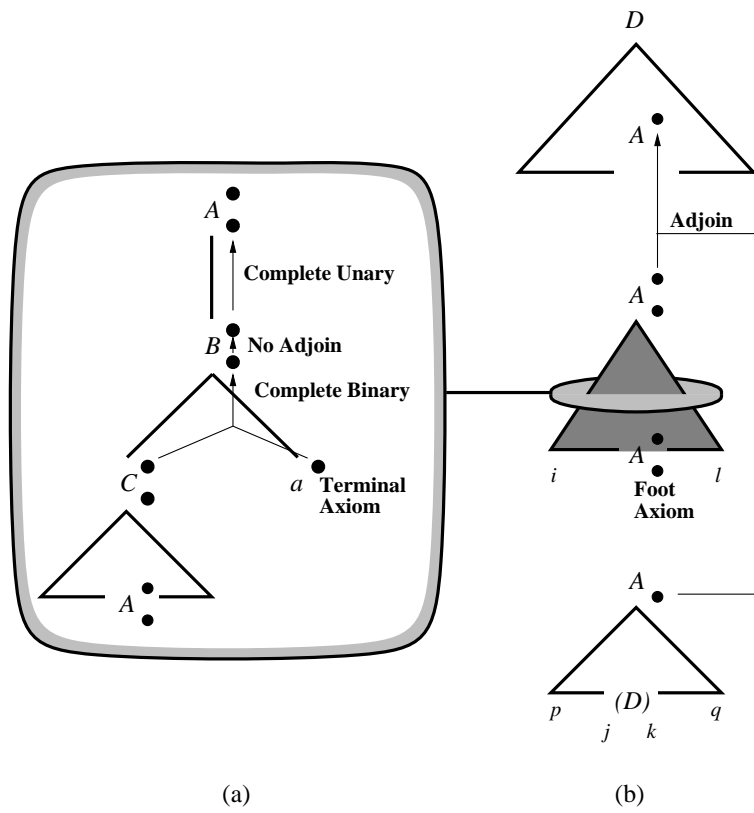 A
Complete Unary
B
No Adjoin
Complete Binary
C
a
Terminal
Axiom
A
(a)
D
A
Adjoin
A
A
i
l
Foot
Axiom
A
(D)
p
q
j
k
(b)